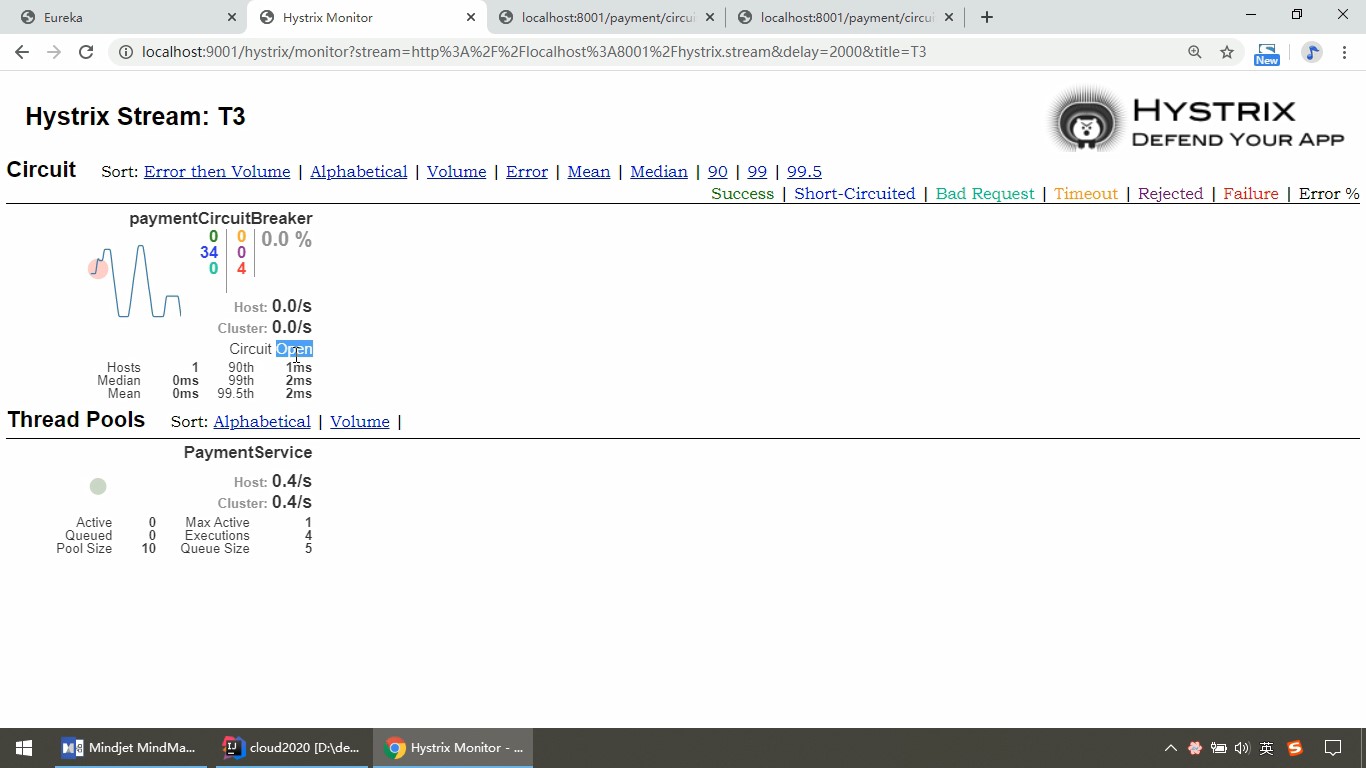 Eureka
Hystrix Monitor
localhost:8001/payment/circui
localhost:8001/payment/circui
localhost:9001/hystrix/monitor?stream=http%3A%2F%2Flocalhost%3A8001%2Fhystrix.stream&delay=2000&title=T3
New
Hystrix Stream: T3
HYSTRIX
DEFEND YOUR APP
Circuit Sort: Error then Volume | Alphabetical | Volume | Error | Mean | Median | 90 | 99 | 99.5
Success | Short-Circuited | Bad Request | Timeout | Rejected | Failure | Error %
paymentCircuitBreaker
0 0 0.0 %
34 0
0 4
Host: 0.0/s
Cluster: 0.0/s
Circuit Open
Hosts 1 90th 1ms
Median 0ms 99th 2ms
Mean 0ms 99.5th 2ms
Thread Pools Sort: Alphabetical | Volume |
PaymentService
Host: 0.4/s
Cluster: 0.4/s
Active 0 Max Active 1
Queued 0 Executions 4
Pool Size 10 Queue Size 5
Mindjet MindMa...
cloud2020 [D:\de...
Hystrix Monitor - ...
英